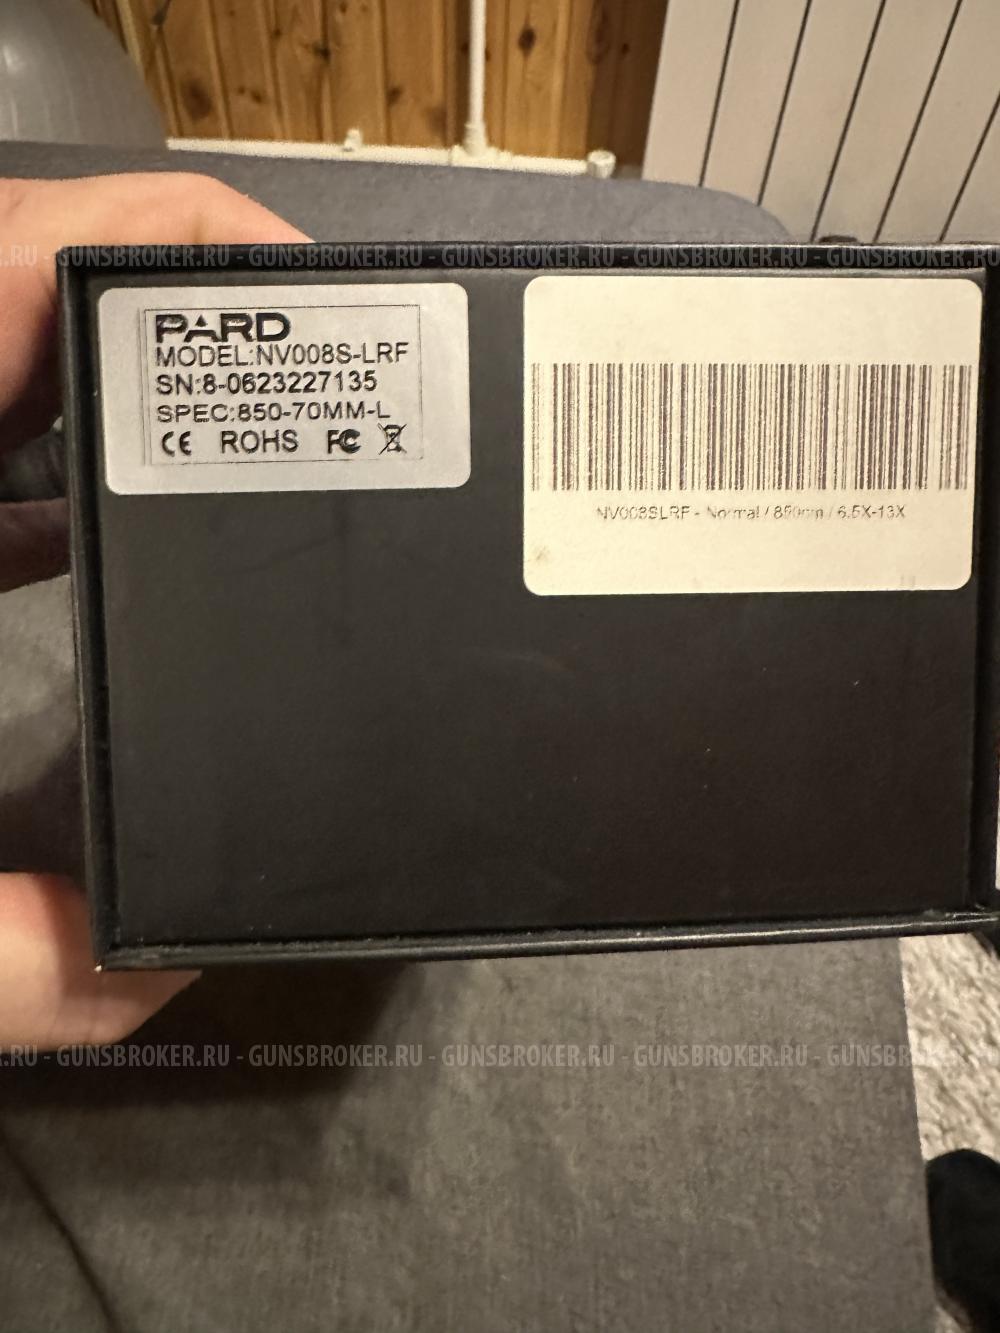 .RU - GUNSBROKER.RU - GUNSBROKER.RU - GUNSBROKER.RU - GUNSBROKER.RU - GUNSBROKER
PARD
MODEL:NV008S-LRF
SN:8-0623227135
SPEC:850-70MM-L
CE ROHS FC
NV008SLRF - Normal / 850nm / 6.5X-13X
.RU - GUNSBROKER.RU - GUNSBROKER.RU - GUNSBROKER.RU - GUNSBROKER.RU - GUNSBROKER